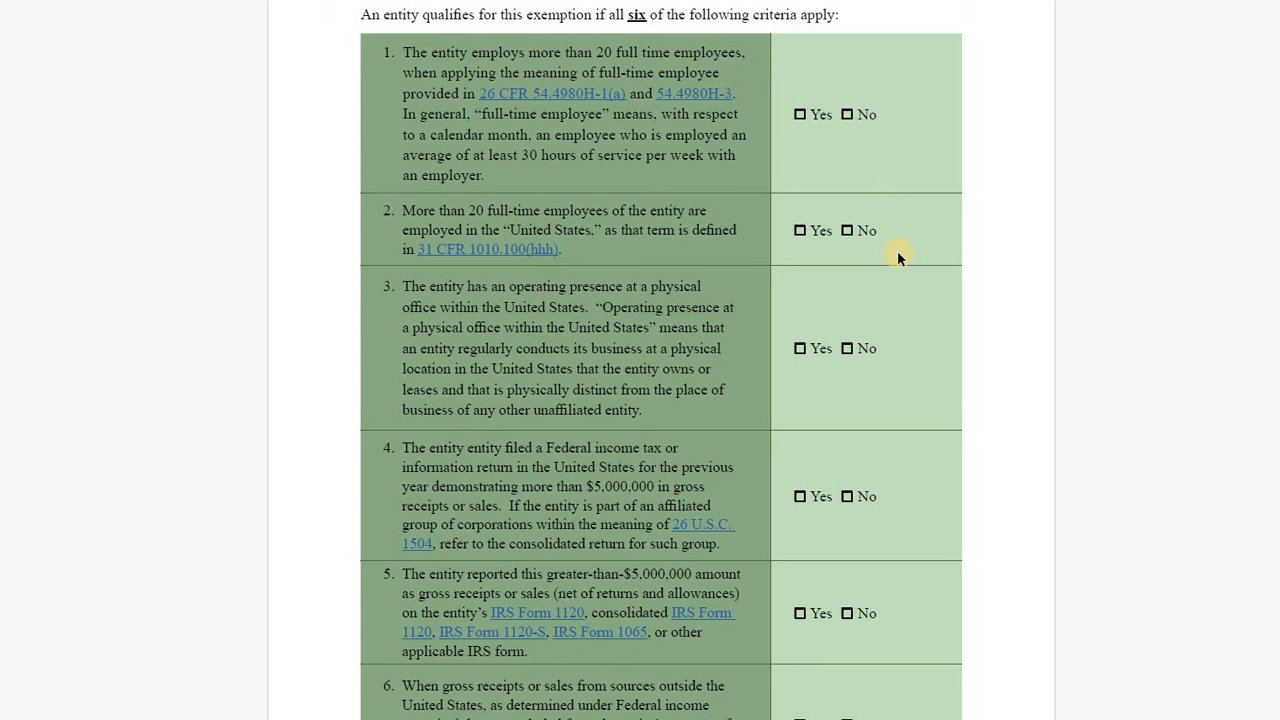 An entity qualifies for this exemption if all six of the following criteria apply:
1. The entity employs more than 20 full time employees,
when applying the meaning of full-time employee
provided in 26 CFR 54.4980H-1(a) and 54.4980H-3.
In general, “full-time employee” means, with respect
to a calendar month, an employee who is employed an
average of at least 30 hours of service per week with
an employer.
Yes No
2. More than 20 full-time employees of the entity are
employed in the “United States,” as that term is defined
in 31 CFR 1010.100(hhh).
Yes No
3. The entity has an operating presence at a physical
office within the United States. “Operating presence at
a physical office within the United States” means that
an entity regularly conducts its business at a physical
location in the United States that the entity owns or
leases and that is physically distinct from the place of
business of any other unaffiliated entity.
Yes No
4. The entity entity filed a Federal income tax or
information return in the United States for the previous
year demonstrating more than $5,000,000 in gross
receipts or sales. If the entity is part of an affiliated
group of corporations within the meaning of 26 U.S.C.
1504, refer to the consolidated return for such group.
Yes No
5. The entity reported this greater-than-$5,000,000 amount
as gross receipts or sales (net of returns and allowances)
on the entity’s IRS Form 1120, consolidated IRS Form
1120, IRS Form 1120-S, IRS Form 1065, or other
applicable IRS form.
Yes No
6. When gross receipts or sales from sources outside the
United States, as determined under Federal income